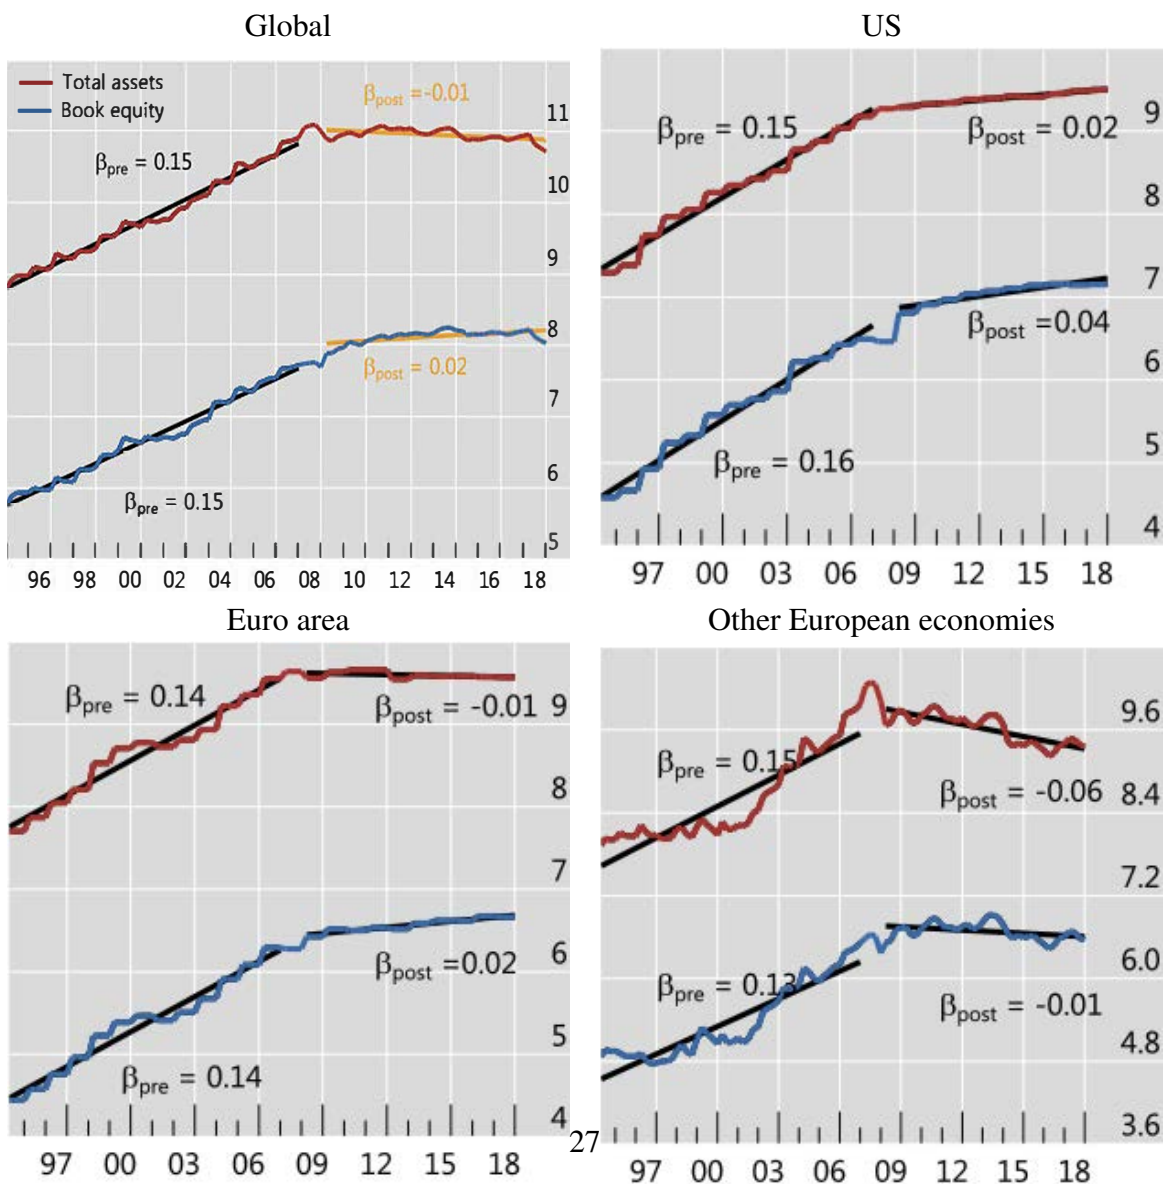 Global
Total assets
Book equity
βpost = -0.01
βpre = 0.15
βpost = 0.02
βpre = 0.15
11
10
9
8
7
6
5
96 98 00 02 04 06 08 10 12 14 16 18
US
βpre = 0.15
βpost = 0.02
βpost =0.04
βpre = 0.16
9
8
7
6
5
4
97 00 03 06 09 12 15 18
Euro area
βpre = 0.14
βpost = -0.01
βpost =0.02
βpre = 0.14
9
8
7
6
5
4
97 00 03 06 09 12 15 18
Other European economies
βpre = 0.15
βpost = -0.06
βpre = 0.13
βpost = -0.01
9.6
8.4
7.2
6.0
4.8
3.6
97 00 03 06 09 12 15 18
27